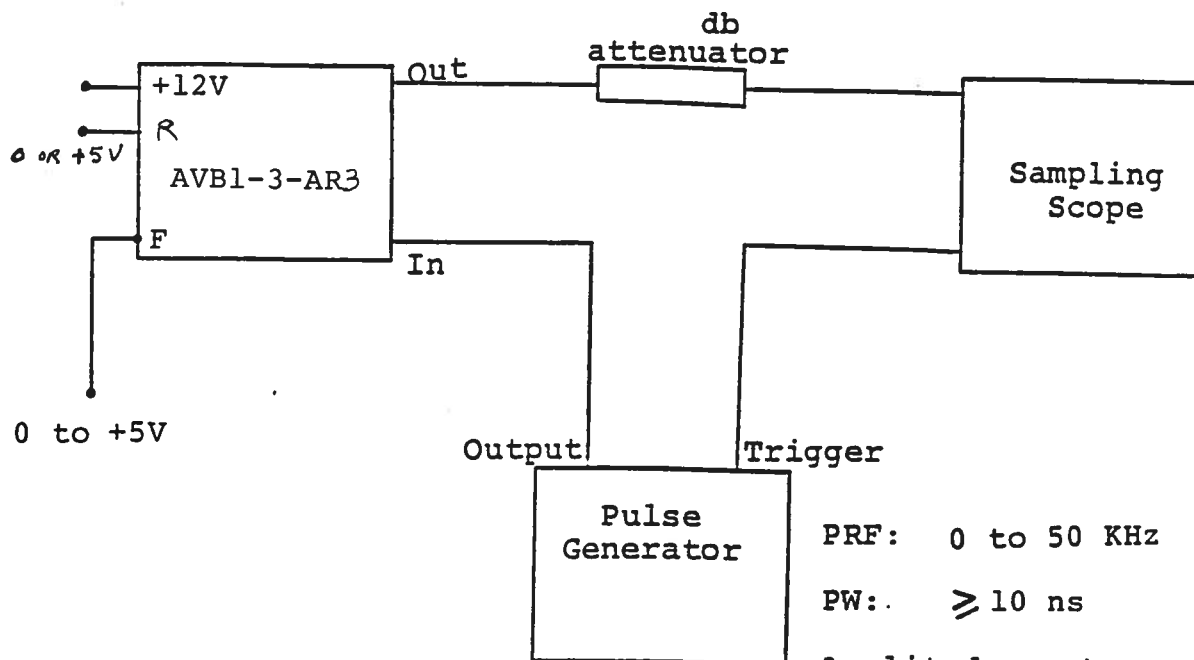 db
attenuator
Out
+12V
R
0 OR +5V
AVB1-3-AR3
Sampling
Scope
F
In
0 to +5V
Output
Trigger
Pulse
Generator
PRF: 0 to 50 KHz
PW: ⩾ 10 ns